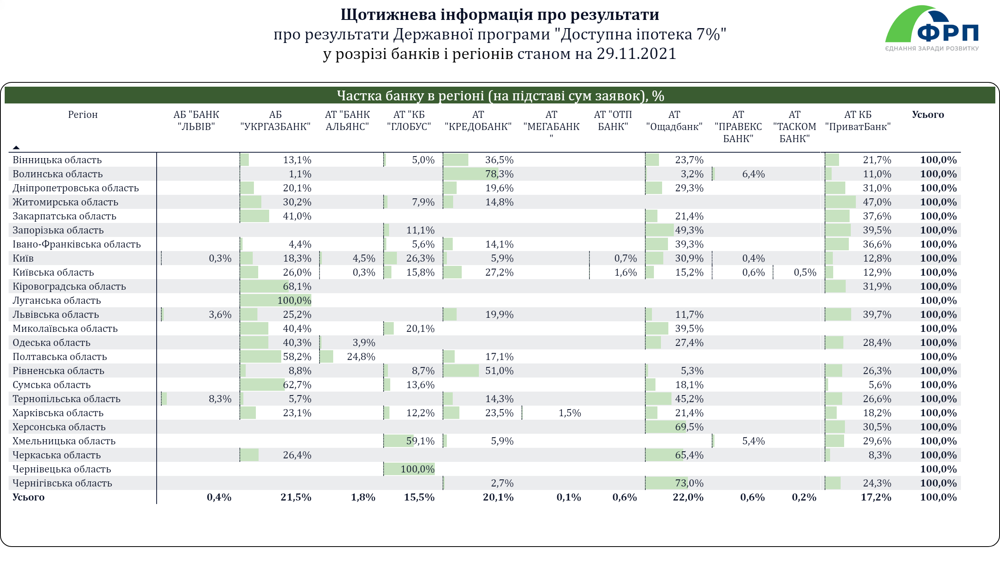 Щотижнева інформація про результати
про результати Державної програми "Доступна іпотека 7%"
у розрізі банків і регіонів станом на 29.11.2021
ФРП
ЄДНАННЯ ЗАРАДИ РОЗВИТКУ
Частка банку в регіоні (на підставі сум заявок), %
Регіон АБ "БАНК АБ АТ "БАНК АТ "КБ АТ АТ АТ "ОТП АТ АТ АТ АТ КБ Усього
"ЛЬВІВ" "УКРГАЗБАНК" АЛЬЯНС" "ГЛОБУС" "КРЕДОБАНК" "МЕГАБАНК БАНК" "Ощадбанк" "ПРАВЕКС "ТАСКОМ "ПриватБанк"
" БАНК" БАНК"
Вінницька область 13,1% 5,0% 36,5% 23,7% 21,7% 100,0%
Волинська область 1,1% 78,3% 3,2% 6,4% 11,0% 100,0%
Дніпропетровська область 20,1% 19,6% 29,3% 31,0% 100,0%
Житомирська область 30,2% 7,9% 14,8% 47,0% 100,0%
Закарпатська область 41,0% 21,4% 37,6% 100,0%
Запорізька область 11,1% 49,3% 39,5% 100,0%
Івано-Франківська область 4,4% 5,6% 14,1% 39,3% 36,6% 100,0%
Київ 0,3% 18,3% 4,5% 26,3% 5,9% 0,7% 30,9% 0,4% 12,8% 100,0%
Київська область 26,0% 0,3% 15,8% 27,2% 1,6% 15,2% 0,6% 0,5% 12,9% 100,0%
Кіровоградська область 68,1% 31,9% 100,0%
Луганська область 100,0% 100,0%
Львівська область 3,6% 25,2% 19,9% 11,7% 39,7% 100,0%
Миколаївська область 40,4% 20,1% 39,5% 100,0%
Одеська область 40,3% 3,9% 27,4% 28,4% 100,0%
Полтавська область 58,2% 24,8% 17,1% 100,0%
Рівненська область 8,8% 8,7% 51,0% 5,3% 26,3% 100,0%
Сумська область 62,7% 13,6% 18,1% 5,6% 100,0%
Тернопільська область 8,3% 5,7% 14,3% 45,2% 26,6% 100,0%
Харківська область 23,1% 12,2% 23,5% 1,5% 21,4% 18,2% 100,0%
Херсонська область 69,5% 30,5% 100,0%
Хмельницька область 59,1% 5,9% 5,4% 29,6% 100,0%
Черкаська область 26,4% 65,4% 8,3% 100,0%
Чернівецька область 100,0% 100,0%
Чернігівська область 2,7% 73,0% 24,3% 100,0%
Усього 0,4% 21,5% 1,8% 15,5% 20,1% 0,1% 0,6% 22,0% 0,6% 0,2% 17,2% 100,0%